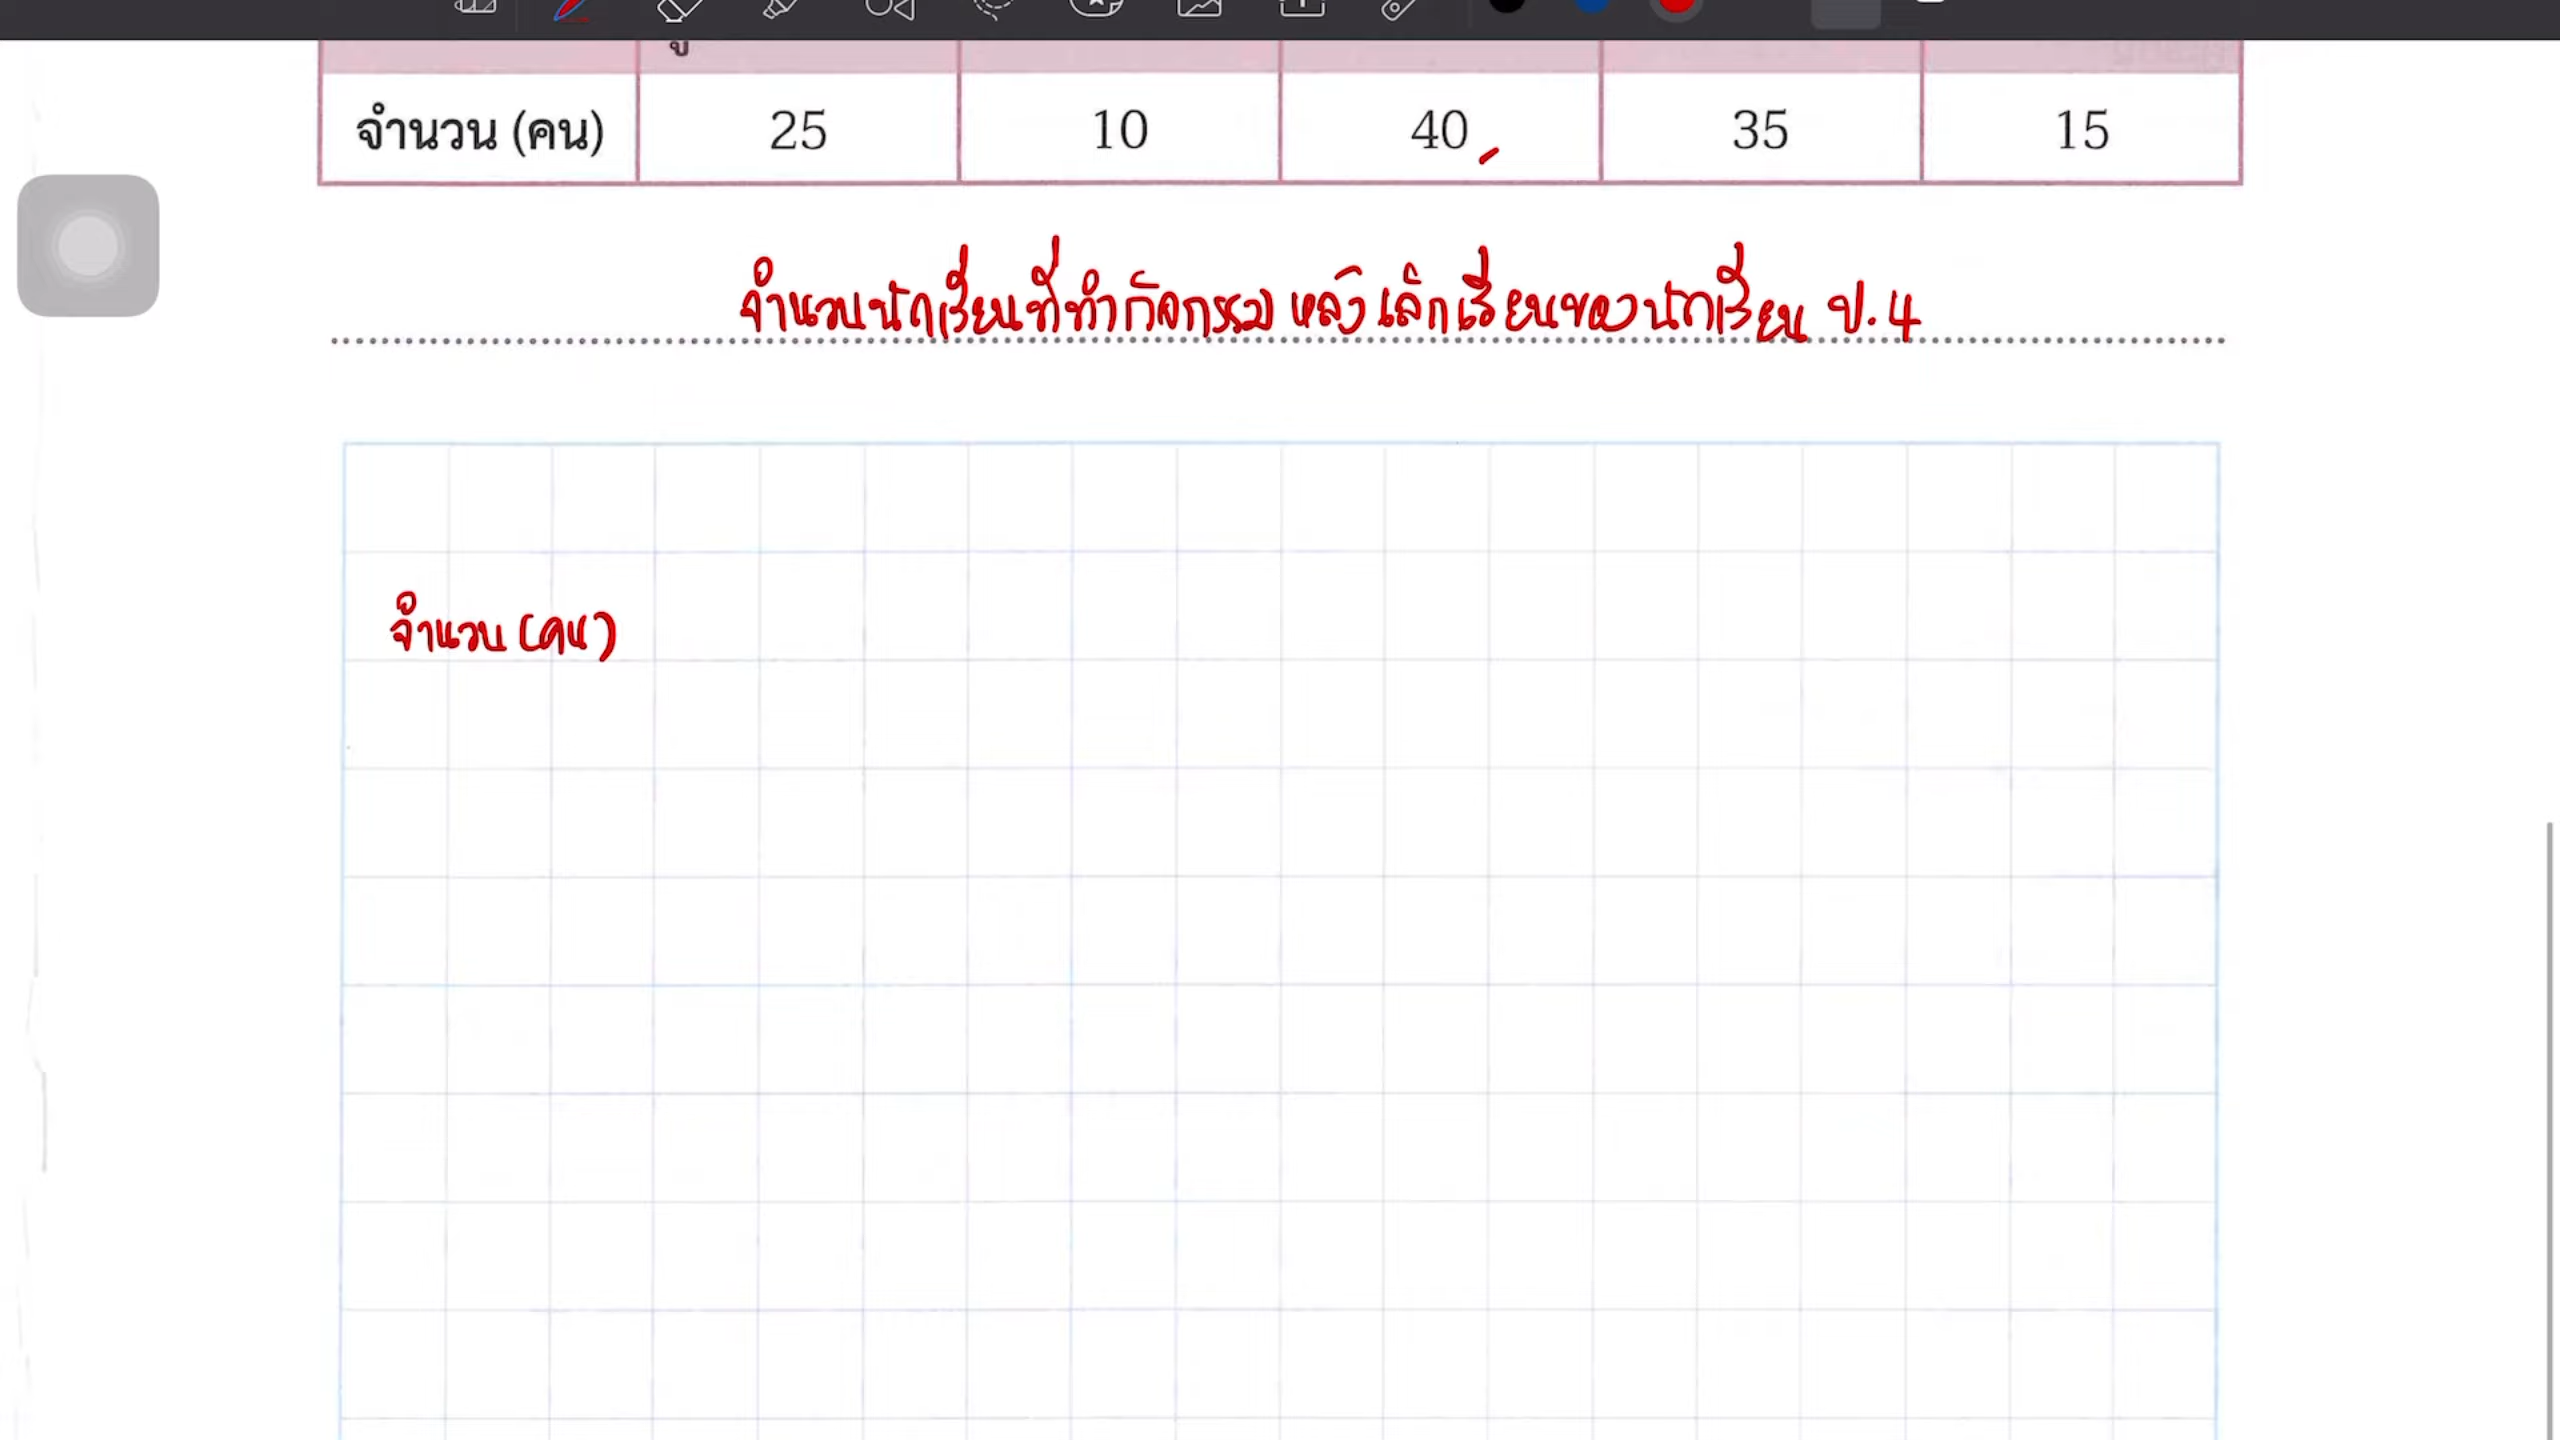 จำนวน (คน) 25 10 40 35 15
จำนวนนักเรียนที่ทำกิจกรรมหลังเลิกเรียนของนักเรียน ป.4
จำนวน (คน)